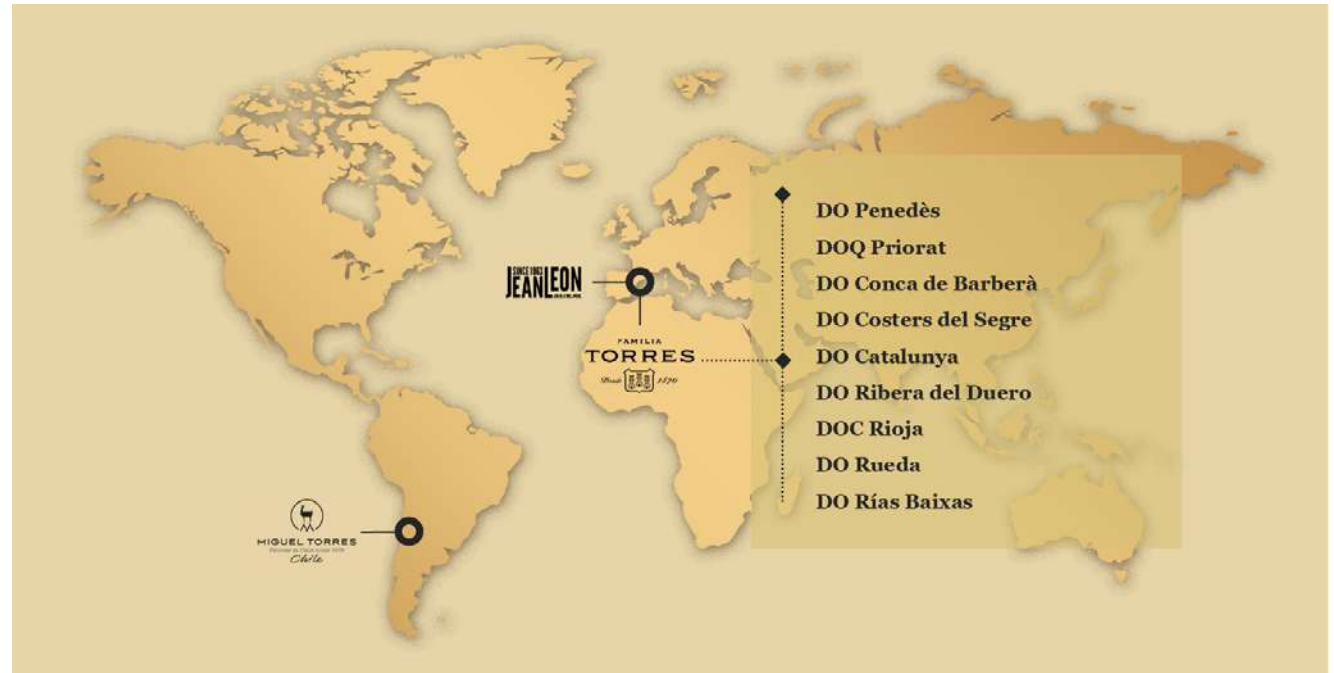 SINCE 1963
JEAN LEON
FAMILIA
TORRES
Desde 1870
MIGUEL TORRES
Chile
DO Penedès
DOQ Priorat
DO Conca de Barberà
DO Costers del Segre
DO Catalunya
DO Ribera del Duero
DOC Rioja
DO Rueda
DO Rías Baixas